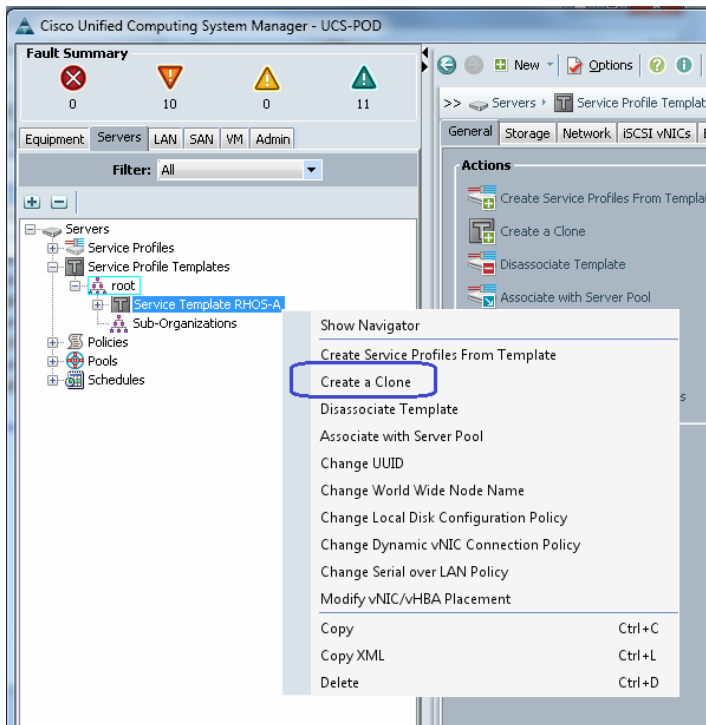 Cisco Unified Computing System Manager - UCS-POD
Fault Summary
0 10 0 11
Equipment Servers LAN SAN VM Admin
Filter: All
Servers
Service Profiles
Service Profile Templates
root
Service Template RHOS-A
Sub-Organizations
Policies
Pools
Schedules
New Options
>> Servers Service Profile Templat
General Storage Network iSCSI vNICs
Actions
Create Service Profiles From Templa
Create a Clone
Disassociate Template
Associate with Server Pool
s
Show Navigator
Create Service Profiles From Template
Create a Clone
Disassociate Template
Associate with Server Pool
Change UUID
Change World Wide Node Name
Change Local Disk Configuration Policy
Change Dynamic vNIC Connection Policy
Change Serial over LAN Policy
Modify vNIC/vHBA Placement
Copy Ctrl+C
Copy XML Ctrl+L
Delete Ctrl+D